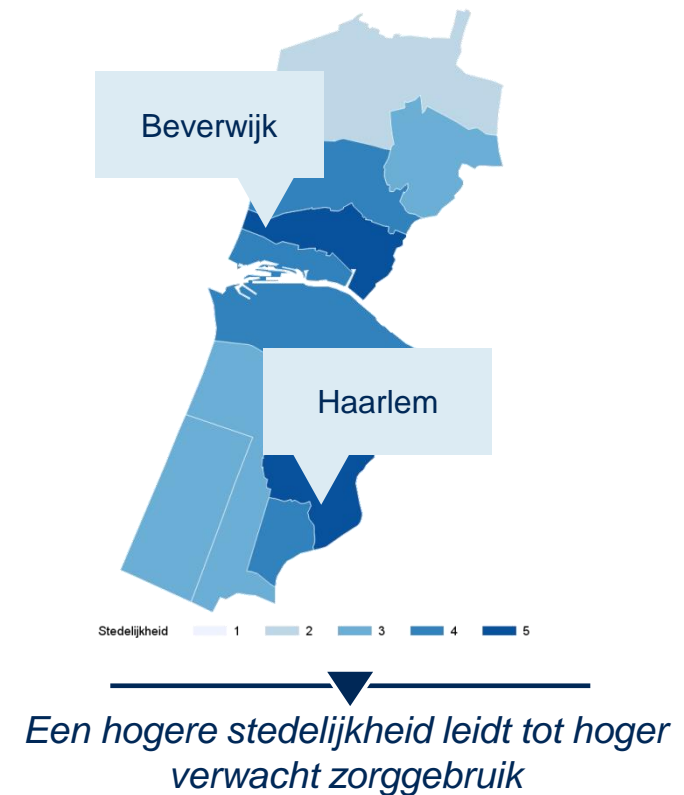 Beverwijk
Haarlem
Stedelijkheid 1 2 3 4 5
Een hogere stedelijkheid leidt tot hoger
verwacht zorggebruik